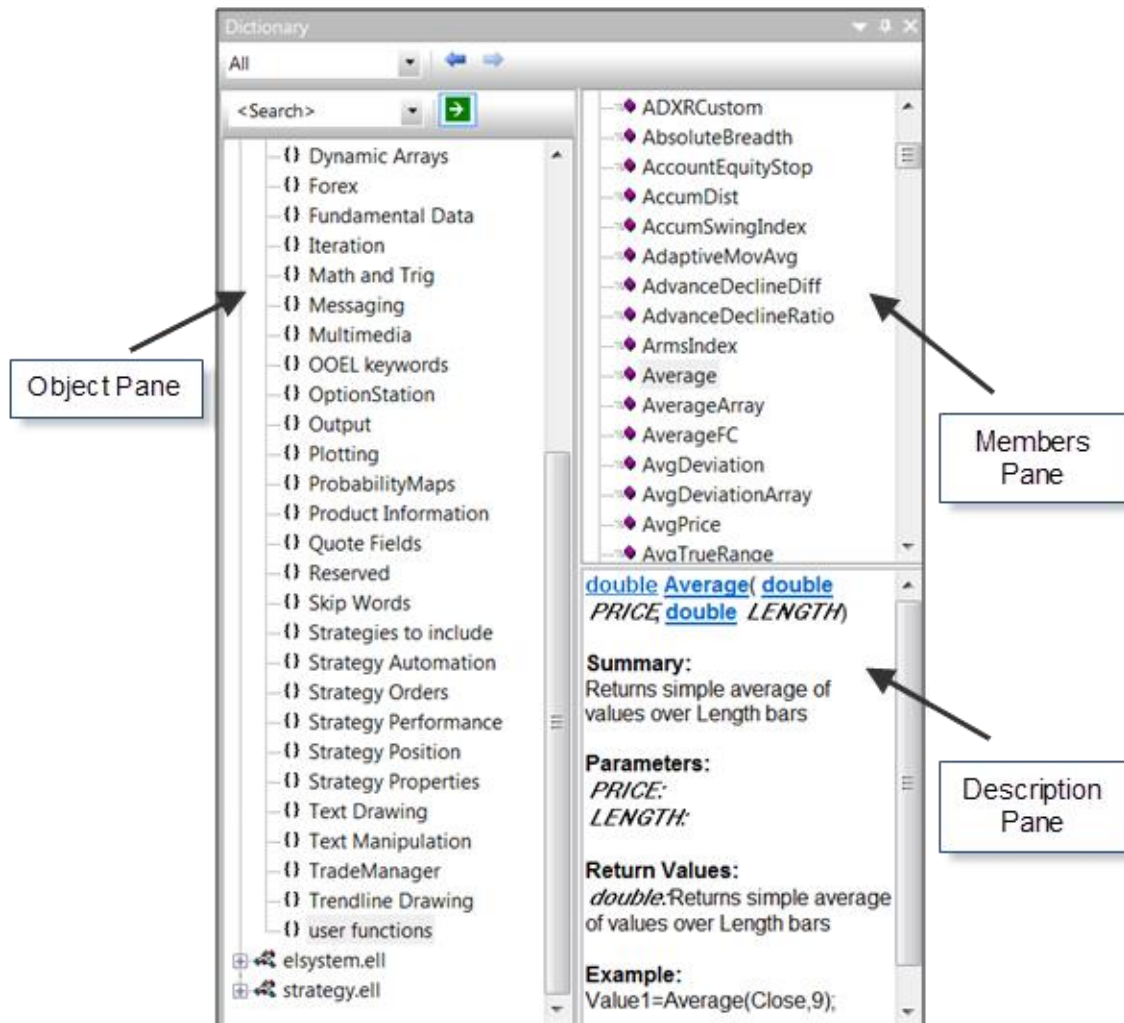 Dictionary
All
<Search>
{} Dynamic Arrays
{} Forex
{} Fundamental Data
{} Iteration
{} Math and Trig
{} Messaging
{} Multimedia
{} OOEL keywords
{} OptionStation
{} Output
{} Plotting
{} ProbabilityMaps
{} Product Information
{} Quote Fields
{} Reserved
{} Skip Words
{} Strategies to include
{} Strategy Automation
{} Strategy Orders
{} Strategy Performance
{} Strategy Position
{} Strategy Properties
{} Text Drawing
{} Text Manipulation
{} TradeManager
{} Trendline Drawing
{} user functions
elsystem.ell
strategy.ell
ADXRCustom
AbsoluteBreadth
AccountEquityStop
AccumDist
AccumSwingIndex
AdaptiveMovAvg
AdvanceDeclineDiff
AdvanceDeclineRatio
ArmsIndex
Average
AverageArray
AverageFC
AvgDeviation
AvgDeviationArray
AvgPrice
AvgTrueRange
double Average( double
PRICE, double LENGTH)
Summary:
Returns simple average of
values over Length bars
Parameters:
PRICE:
LENGTH:
Return Values:
double:Returns simple average
of values over Length bars
Example:
Value1=Average(Close,9);
Object Pane
Members
Pane
Description
Pane